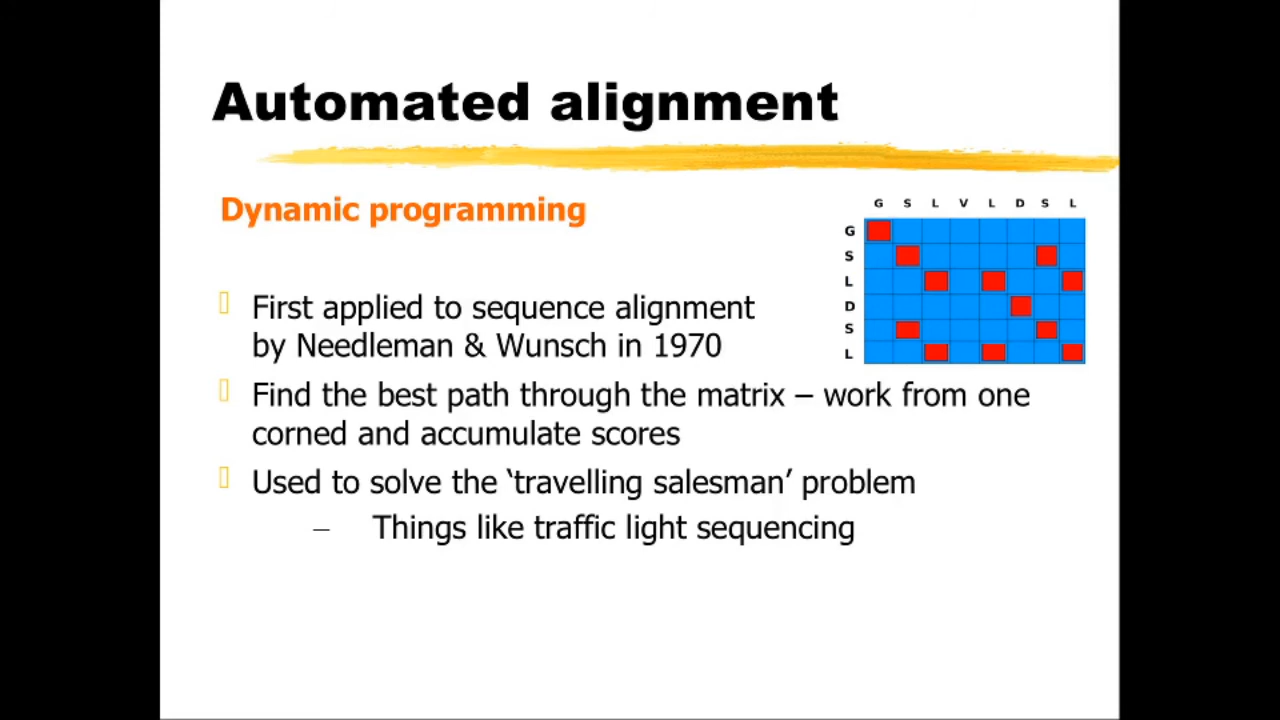 Automated alignment
Dynamic programming
G S L V L D S L
G
S
L
D
S
L
First applied to sequence alignment
by Needleman & Wunsch in 1970
Find the best path through the matrix – work from one
corned and accumulate scores
Used to solve the ‘travelling salesman’ problem
– Things like traffic light sequencing